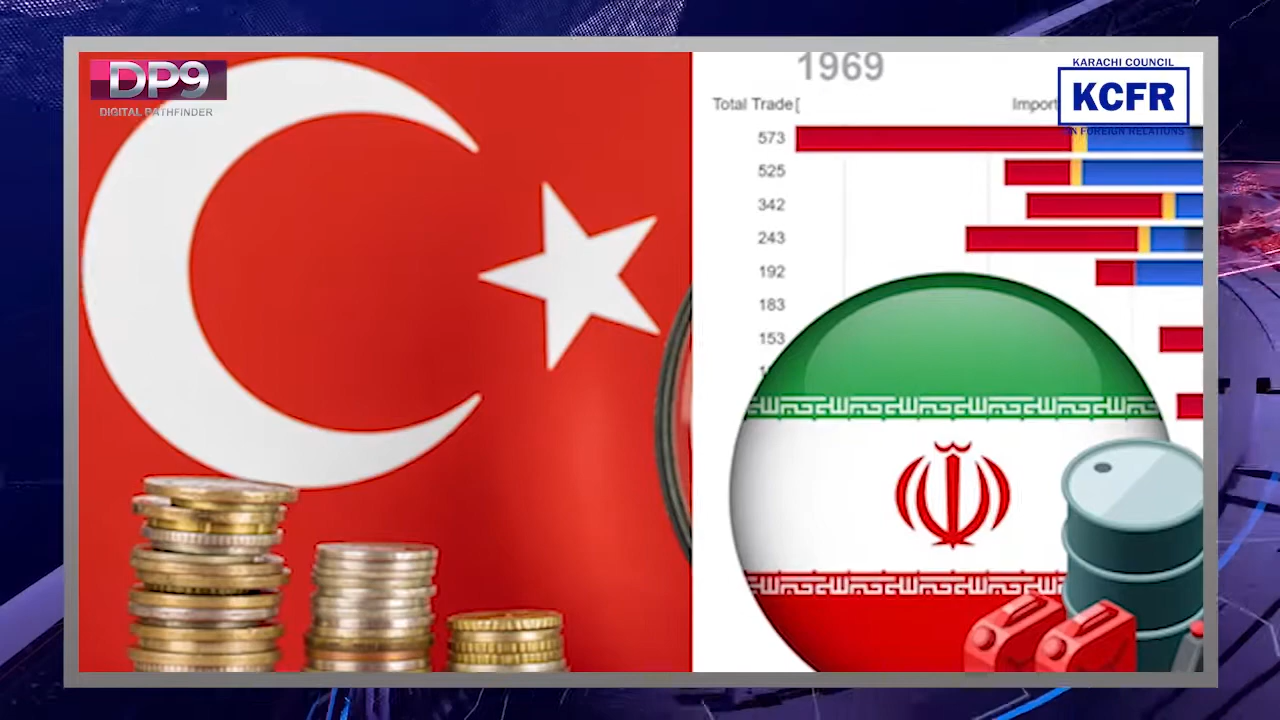 DP9
DIGITAL PATHFINDER
1969
Total Trade[
Import
KARACHI COUNCIL
KCFR
IN FOREIGN RELATIONS
573
525
342
243
192
183
153